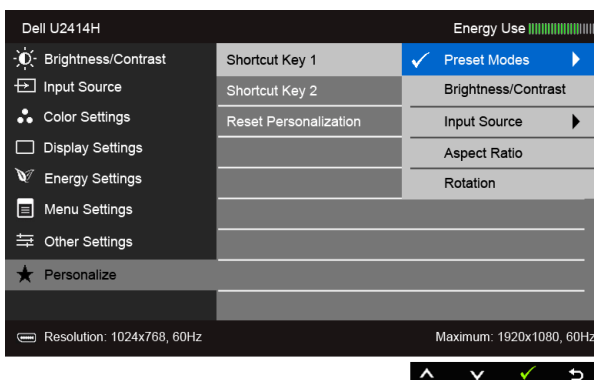 Dell U2414H
Energy Use
Brightness/Contrast
Shortcut Key 1
Preset Modes
Input Source
Shortcut Key 2
Brightness/Contrast
Color Settings
Reset Personalization
Input Source
Display Settings
Aspect Ratio
Energy Settings
Rotation
Menu Settings
Other Settings
Personalize
Resolution: 1024x768, 60Hz
Maximum: 1920x1080, 60Hz